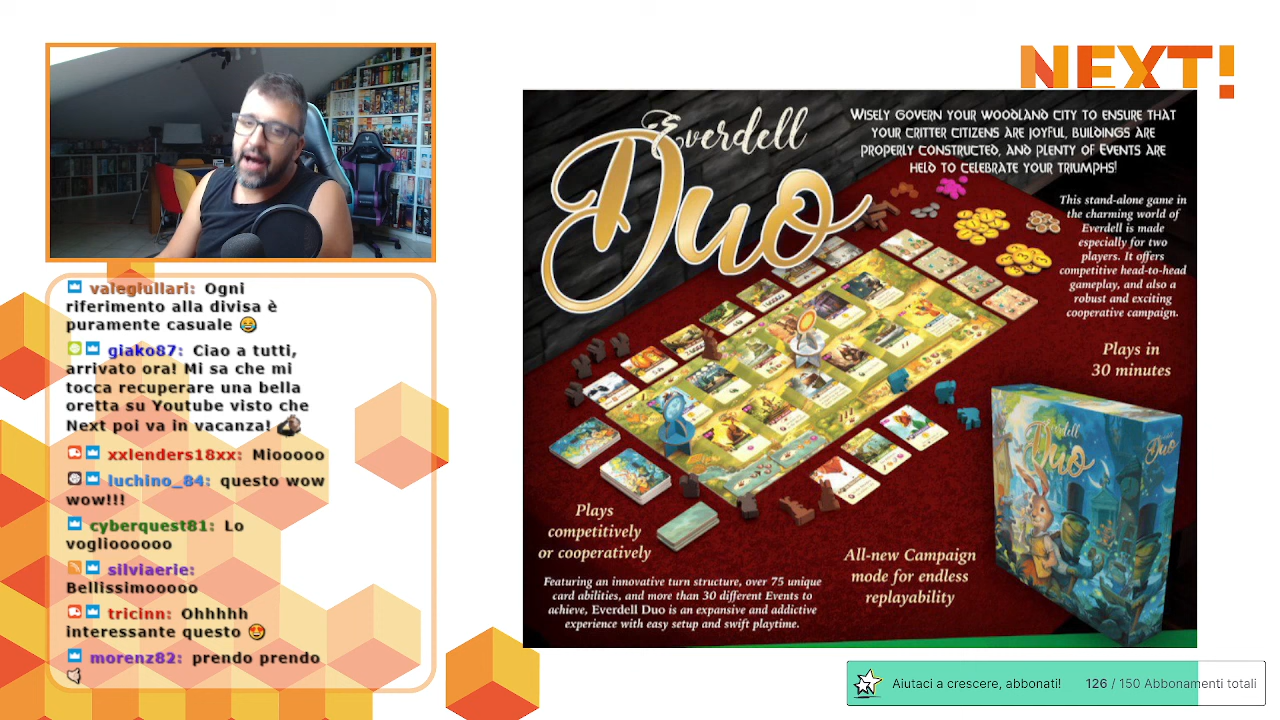 NEXT!
valegiullari: Ogni
riferimento alla divisa è
puramente casuale
giako87: Ciao a tutti,
arrivato ora! Mi sa che mi
tocca recuperare una bella
oretta su Youtube visto che
Next poi va in vacanza!
xxlenders18xx: Miooooo
luchino_84: questo wow
wow!!!
cyberquest81: Lo
voglioooooo
silviaerie:
Bellissimooooo
tricinn: Ohhhhh
interessante questo
morenz82: prendo prendo
Everdell
Duo
Wisely govern your woodland city to ensure that
your critter citizens are joyful, buildings are
properly constructed, and plenty of Events are
held to celebrate your triumphs!
This stand-alone game in
the charming world of
Everdell is made
especially for two
players. It offers
competitive head-to-head
gameplay, and also a
robust and exciting
cooperative campaign.
Plays in
30 minutes
Everdell
Duo
Duo
Plays
competitively
or cooperatively
All-new Campaign
mode for endless
replayability
Featuring an innovative turn structure, over 75 unique
card abilities, and more than 30 different Events to
achieve, Everdell Duo is an expansive and addictive
experience with easy setup and swift playtime.
Aiutaci a crescere, abbonati! 126 / 150 Abbonamenti totali